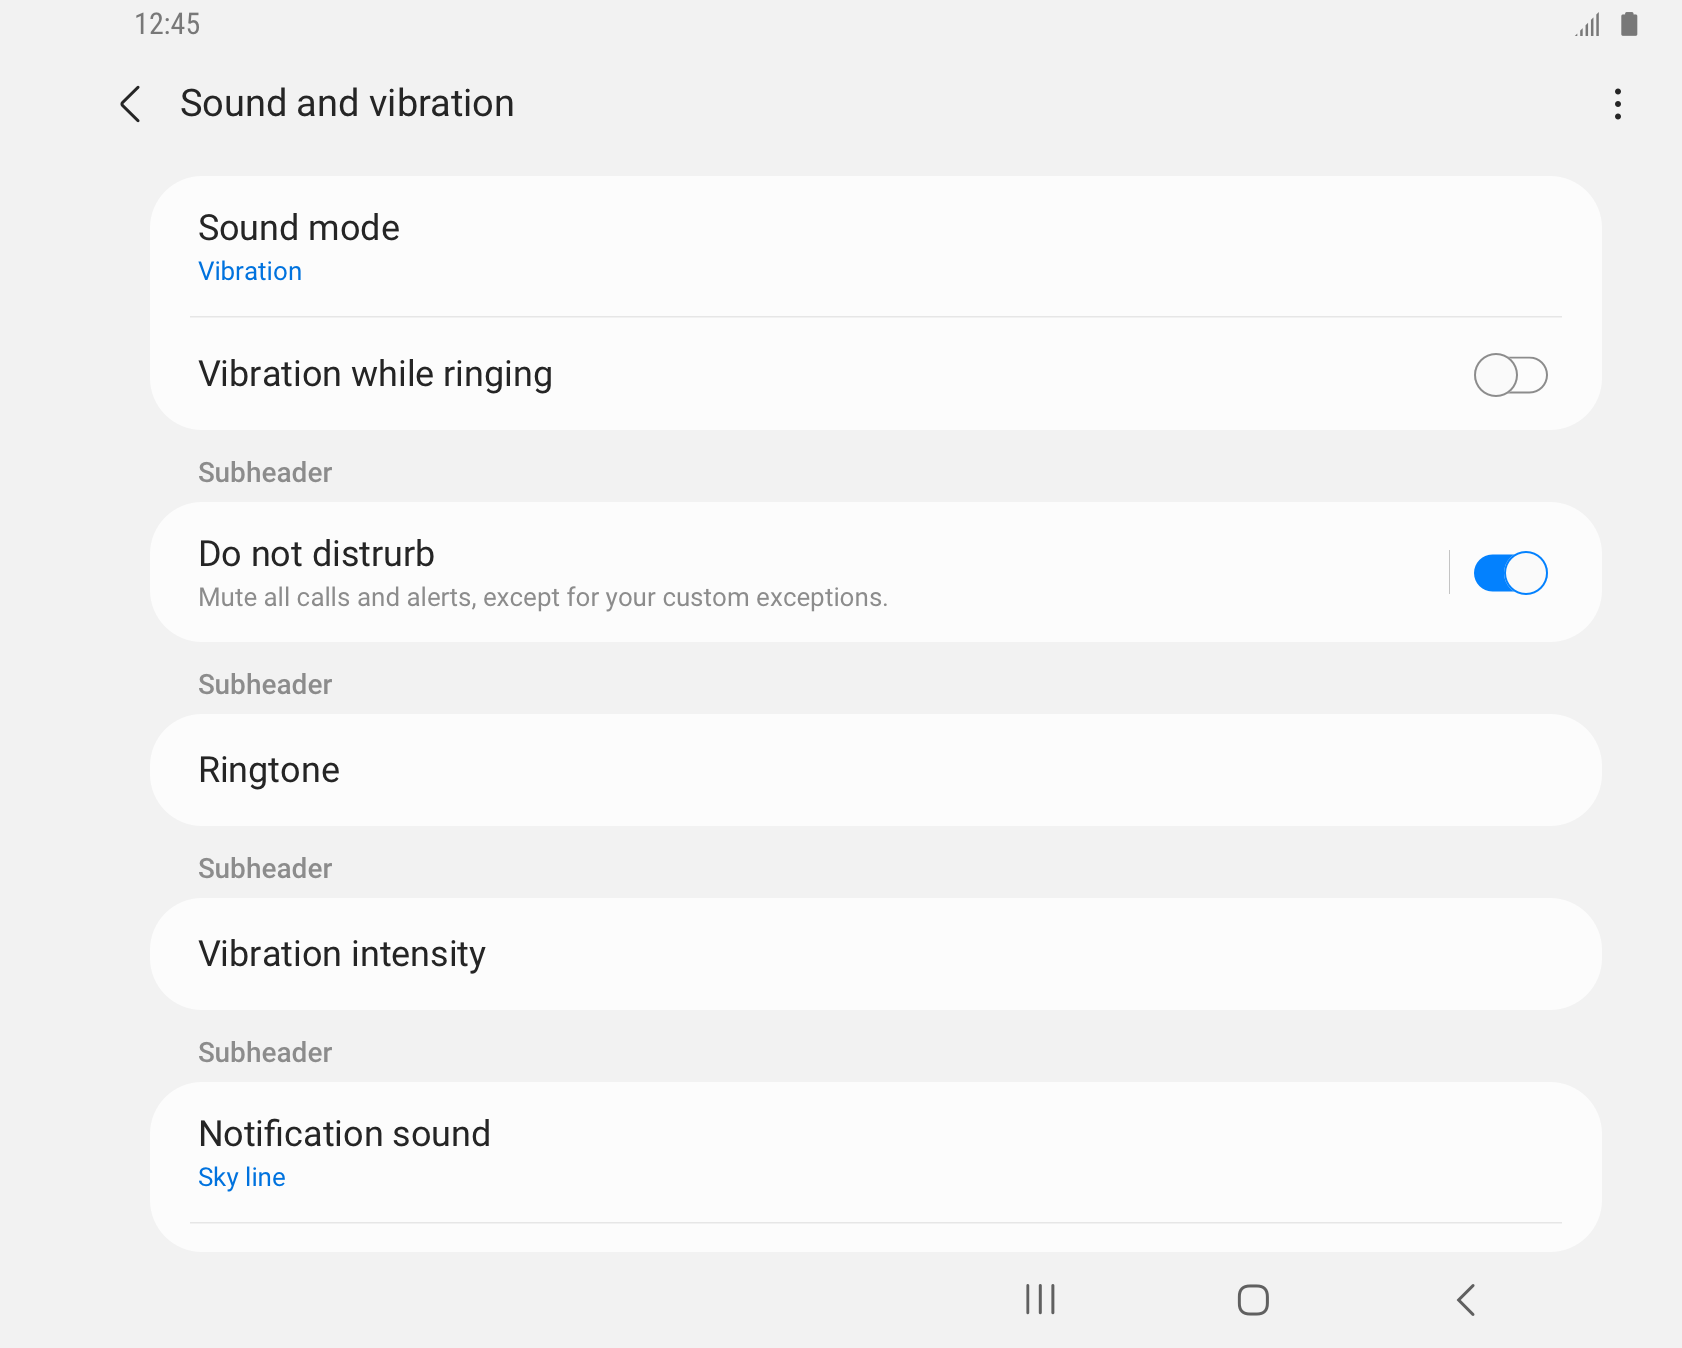 12:45
Sound and vibration
Sound mode
Vibration
Vibration while ringing
Subheader
Do not distrurb
Mute all calls and alerts, except for your custom exceptions.
Subheader
Ringtone
Subheader
Vibration intensity
Subheader
Notification sound
Sky line